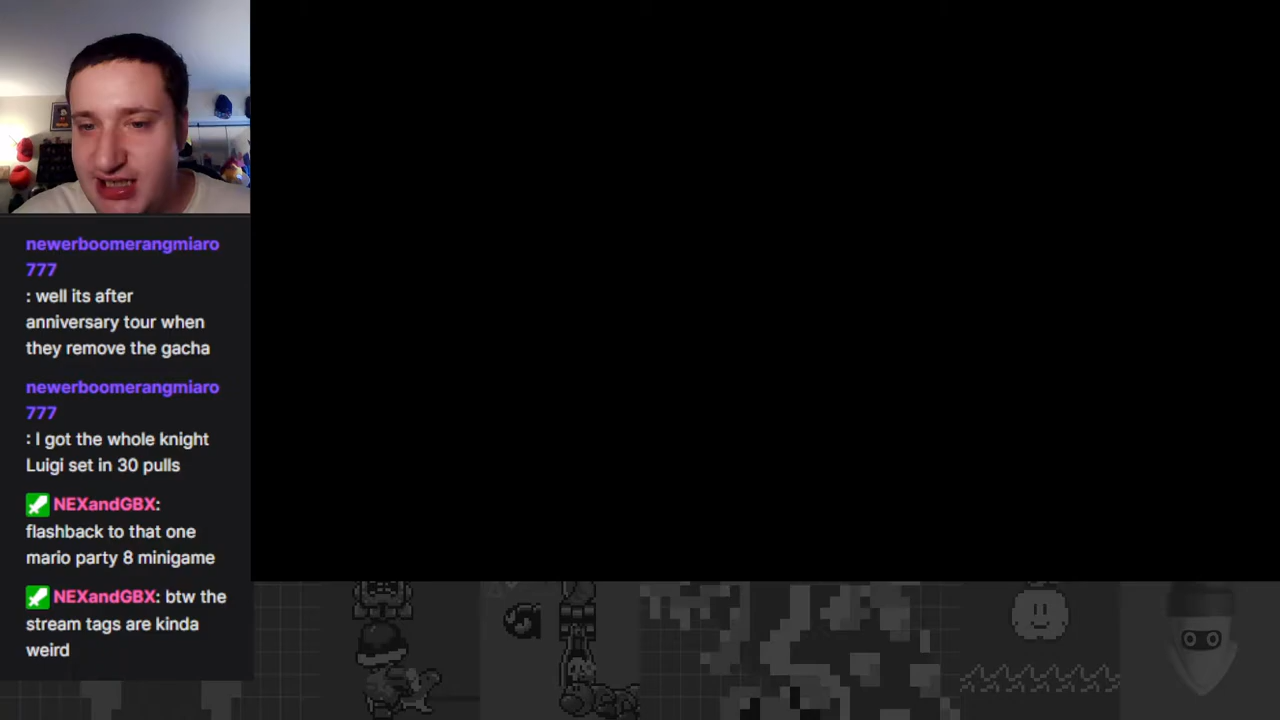 newerboomerangmiaro
777
: well its after
anniversary tour when
they remove the gacha
newerboomerangmiaro
777
: I got the whole knight
Luigi set in 30 pulls
NEXandGBX:
flashback to that one
mario party 8 minigame
NEXandGBX: btw the
stream tags are kinda
weird